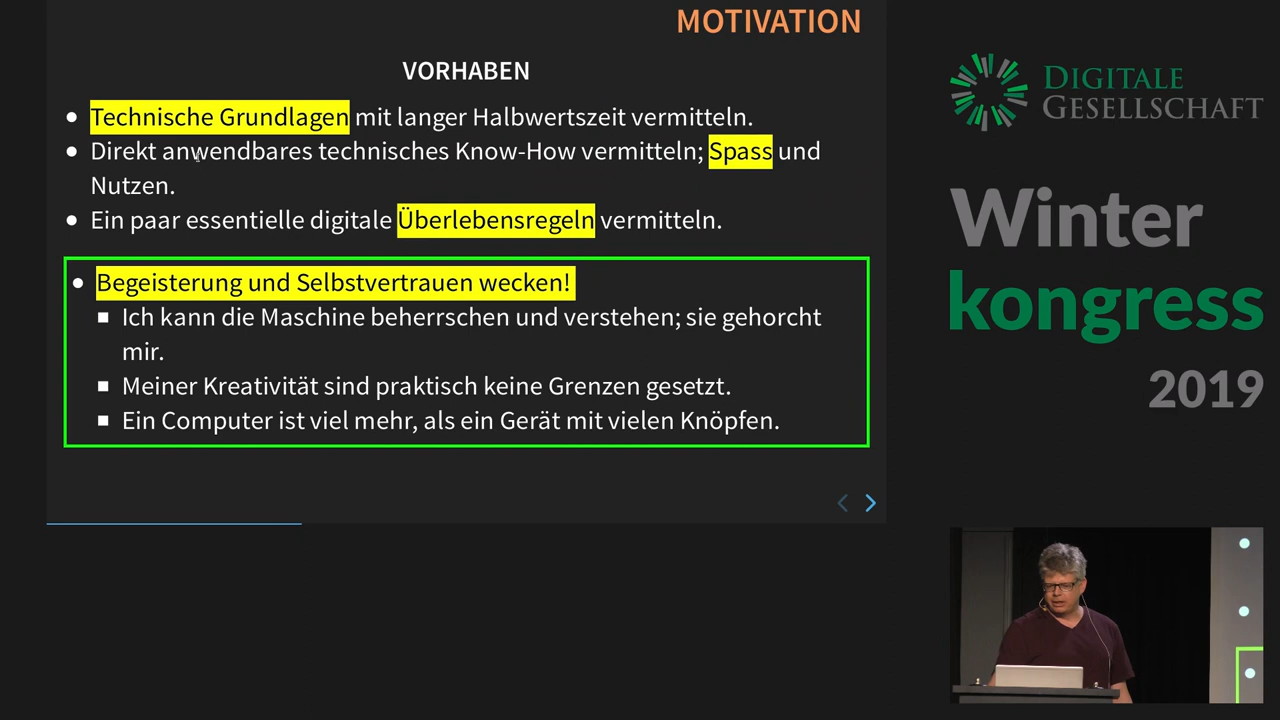 MOTIVATION
VORHABEN
Technische Grundlagen mit langer Halbwertszeit vermitteln.
Direkt anwendbares technisches Know-How vermitteln; Spass und
Nutzen.
Ein paar essentielle digitale Überlebensregeln vermitteln.
Begeisterung und Selbstvertrauen wecken!
Ich kann die Maschine beherrschen und verstehen; sie gehorcht
mir.
Meiner Kreativität sind praktisch keine Grenzen gesetzt.
Ein Computer ist viel mehr, als ein Gerät mit vielen Knöpfen.
DIGITALE
GESELLSCHAFT
Winter
kongress
2019